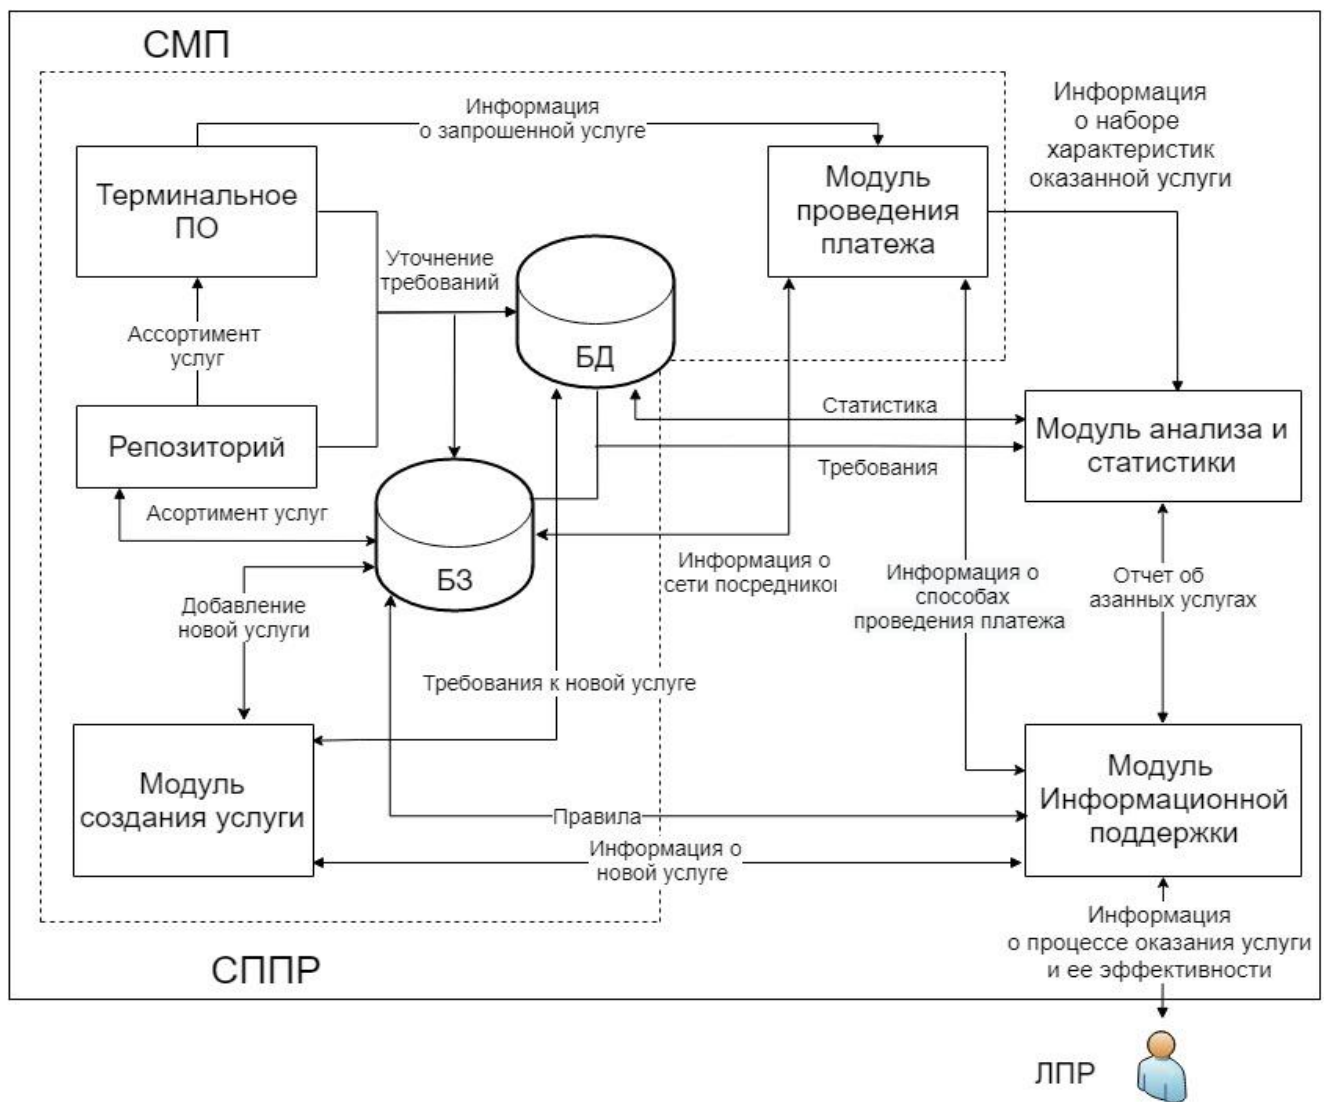 СМП
Информация
о запрошенной услуге
Информация
о наборе
характеристик
оказанной услуги
Терминальное
ПО
Модуль
проведения
платежа
Уточнение
требований
Ассортимент
услуг
БД
Репозиторий
Статистика
Модуль анализа и
статистики
Требования
Асортимент услуг
БЗ
Информация о
сети посредников
Информация о
способах
проведения платежа
Отчет об
азанных услугах
Добавление
новой услуги
Требования к новой услуге
Модуль
создания услуги
Модуль
Информационной
поддержки
Правила
Информация о
новой услуге
Информация
о процессе оказания услуги
и ее эффективности
СППР
ЛПР